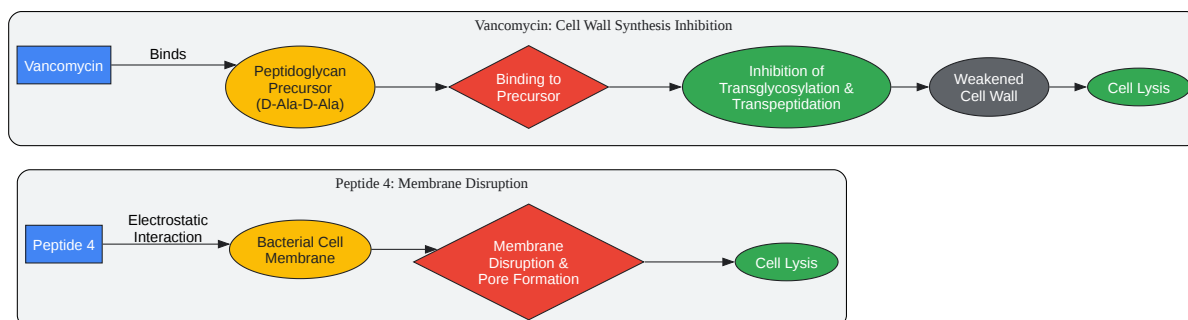 Vancomycin: Cell Wall Synthesis Inhibition
Vancomycin
Binds
Peptidoglycan
Precursor
(D-Ala-D-Ala)
Binding to
Precursor
Inhibition of
Transglycosylation &
Transpeptidation
Weakened
Cell Wall
Cell Lysis
Peptide 4: Membrane Disruption
Peptide 4
Electrostatic
Interaction
Bacterial Cell
Membrane
Membrane
Disruption &
Pore Formation
Cell Lysis